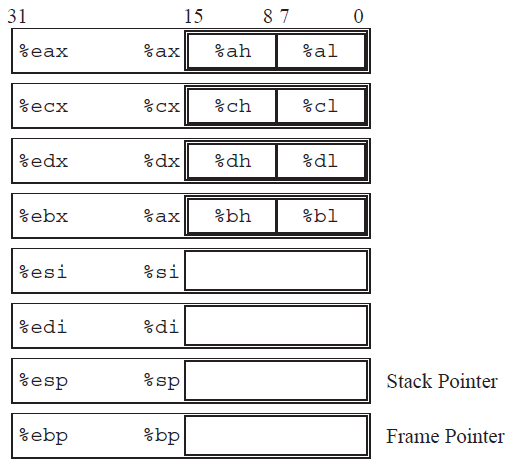 31 15 8 7 0
%eax %ax %ah %al
%ecx %cx %ch %cl
%edx %dx %dh %dl
%ebx %ax %bh %bl
%esi %si
%edi %di
%esp %sp Stack Pointer
%ebp %bp Frame Pointer